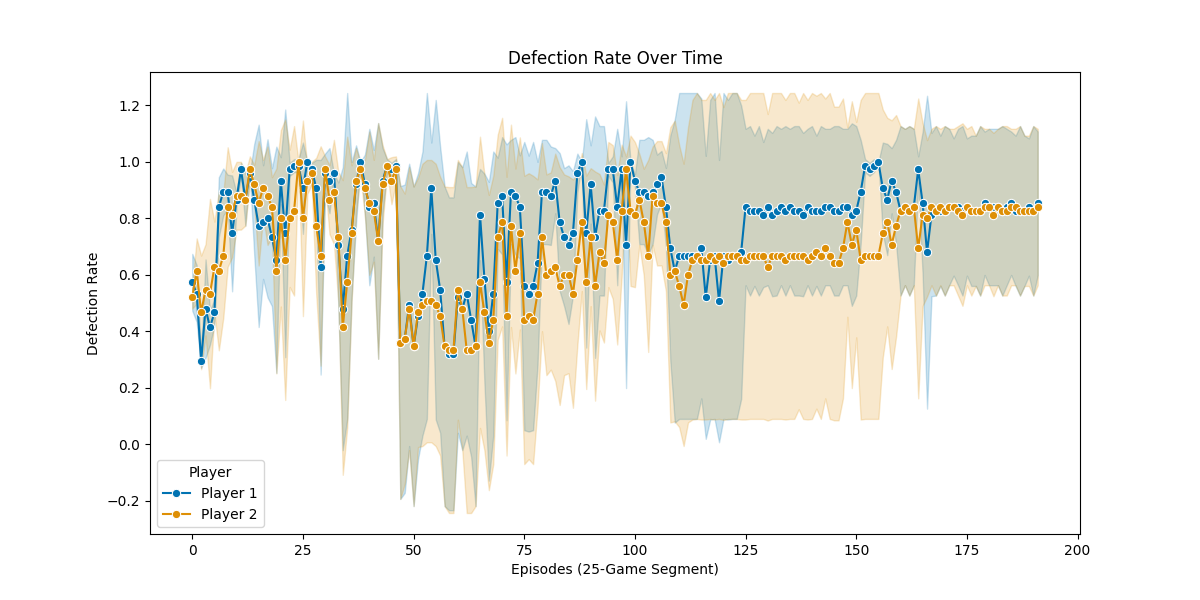 Defection Rate Over Time
Defection Rate
1.2
1.0
0.8
0.6
0.4
0.2
0.0
−0.2
Player
Player 1
Player 2
0 25 50 75 100 125 150 175 200
Episodes (25-Game Segment)